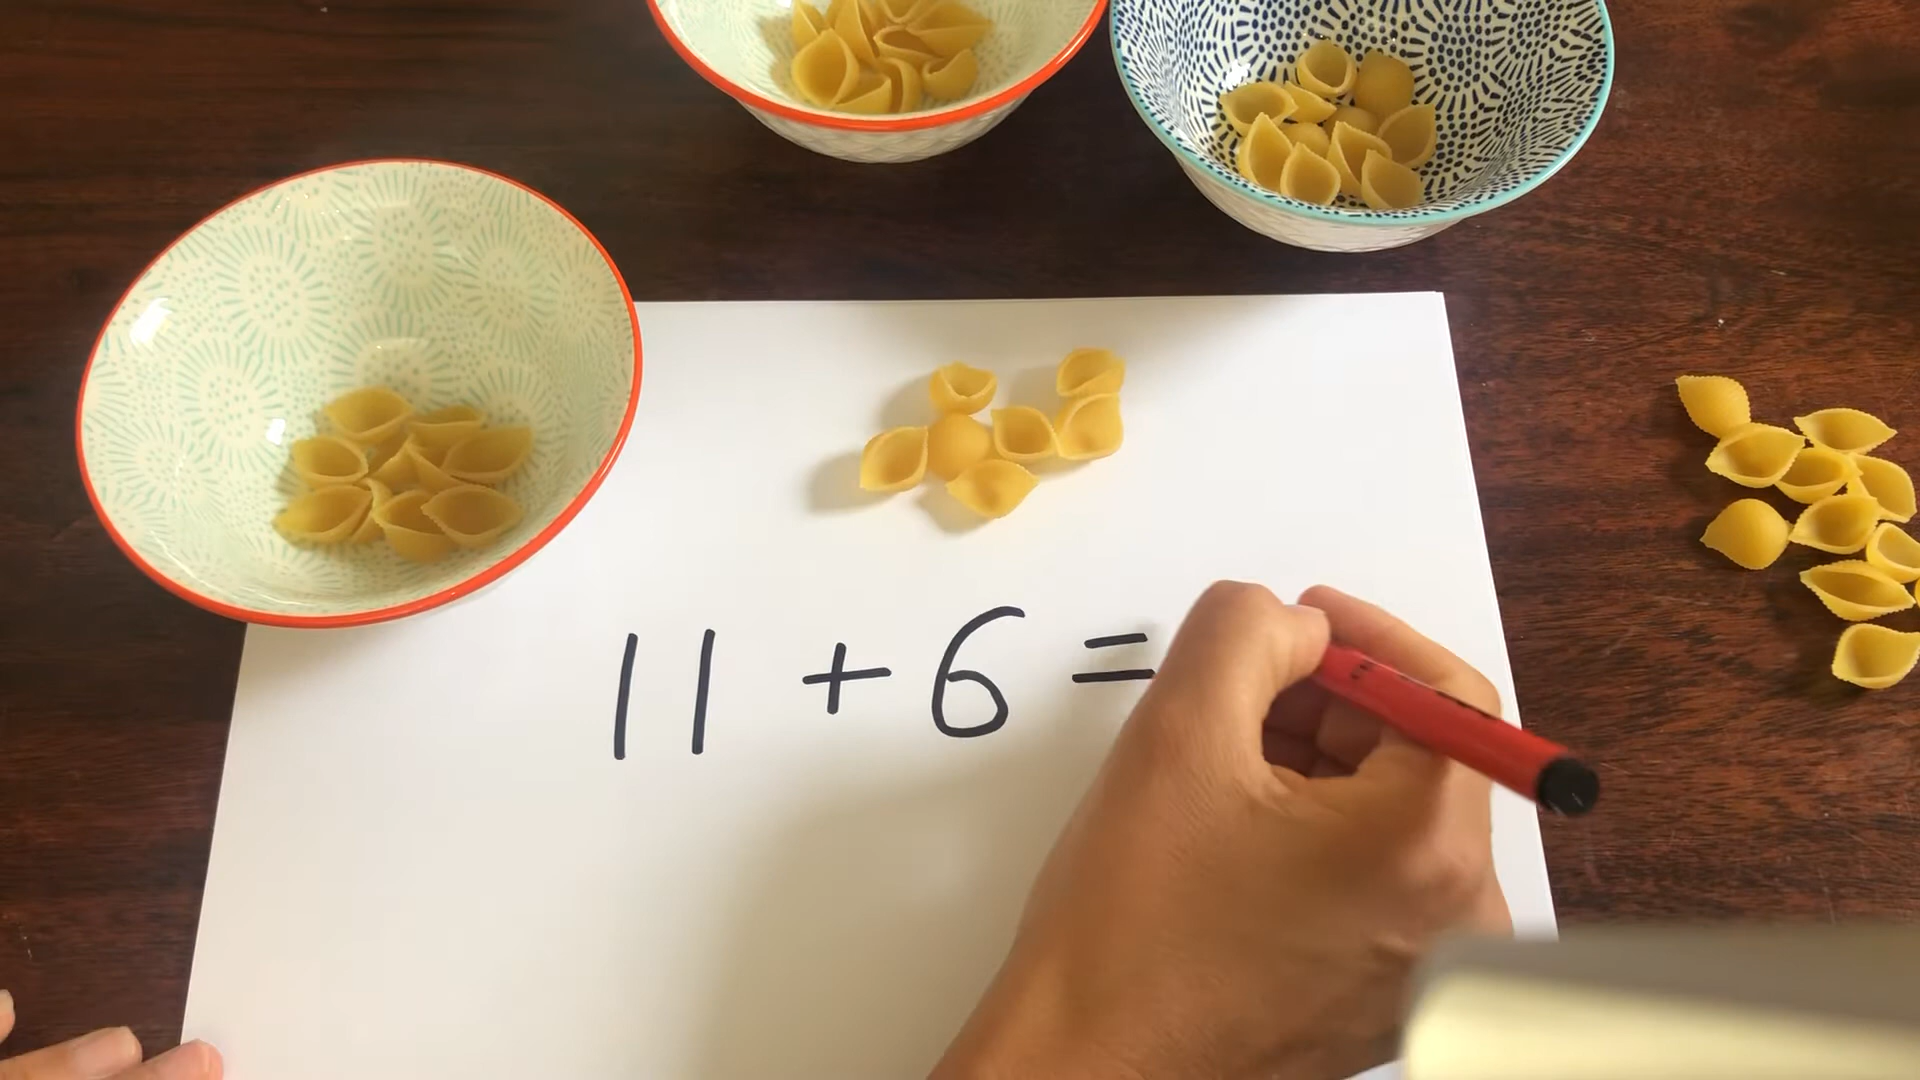 11 + 6 =